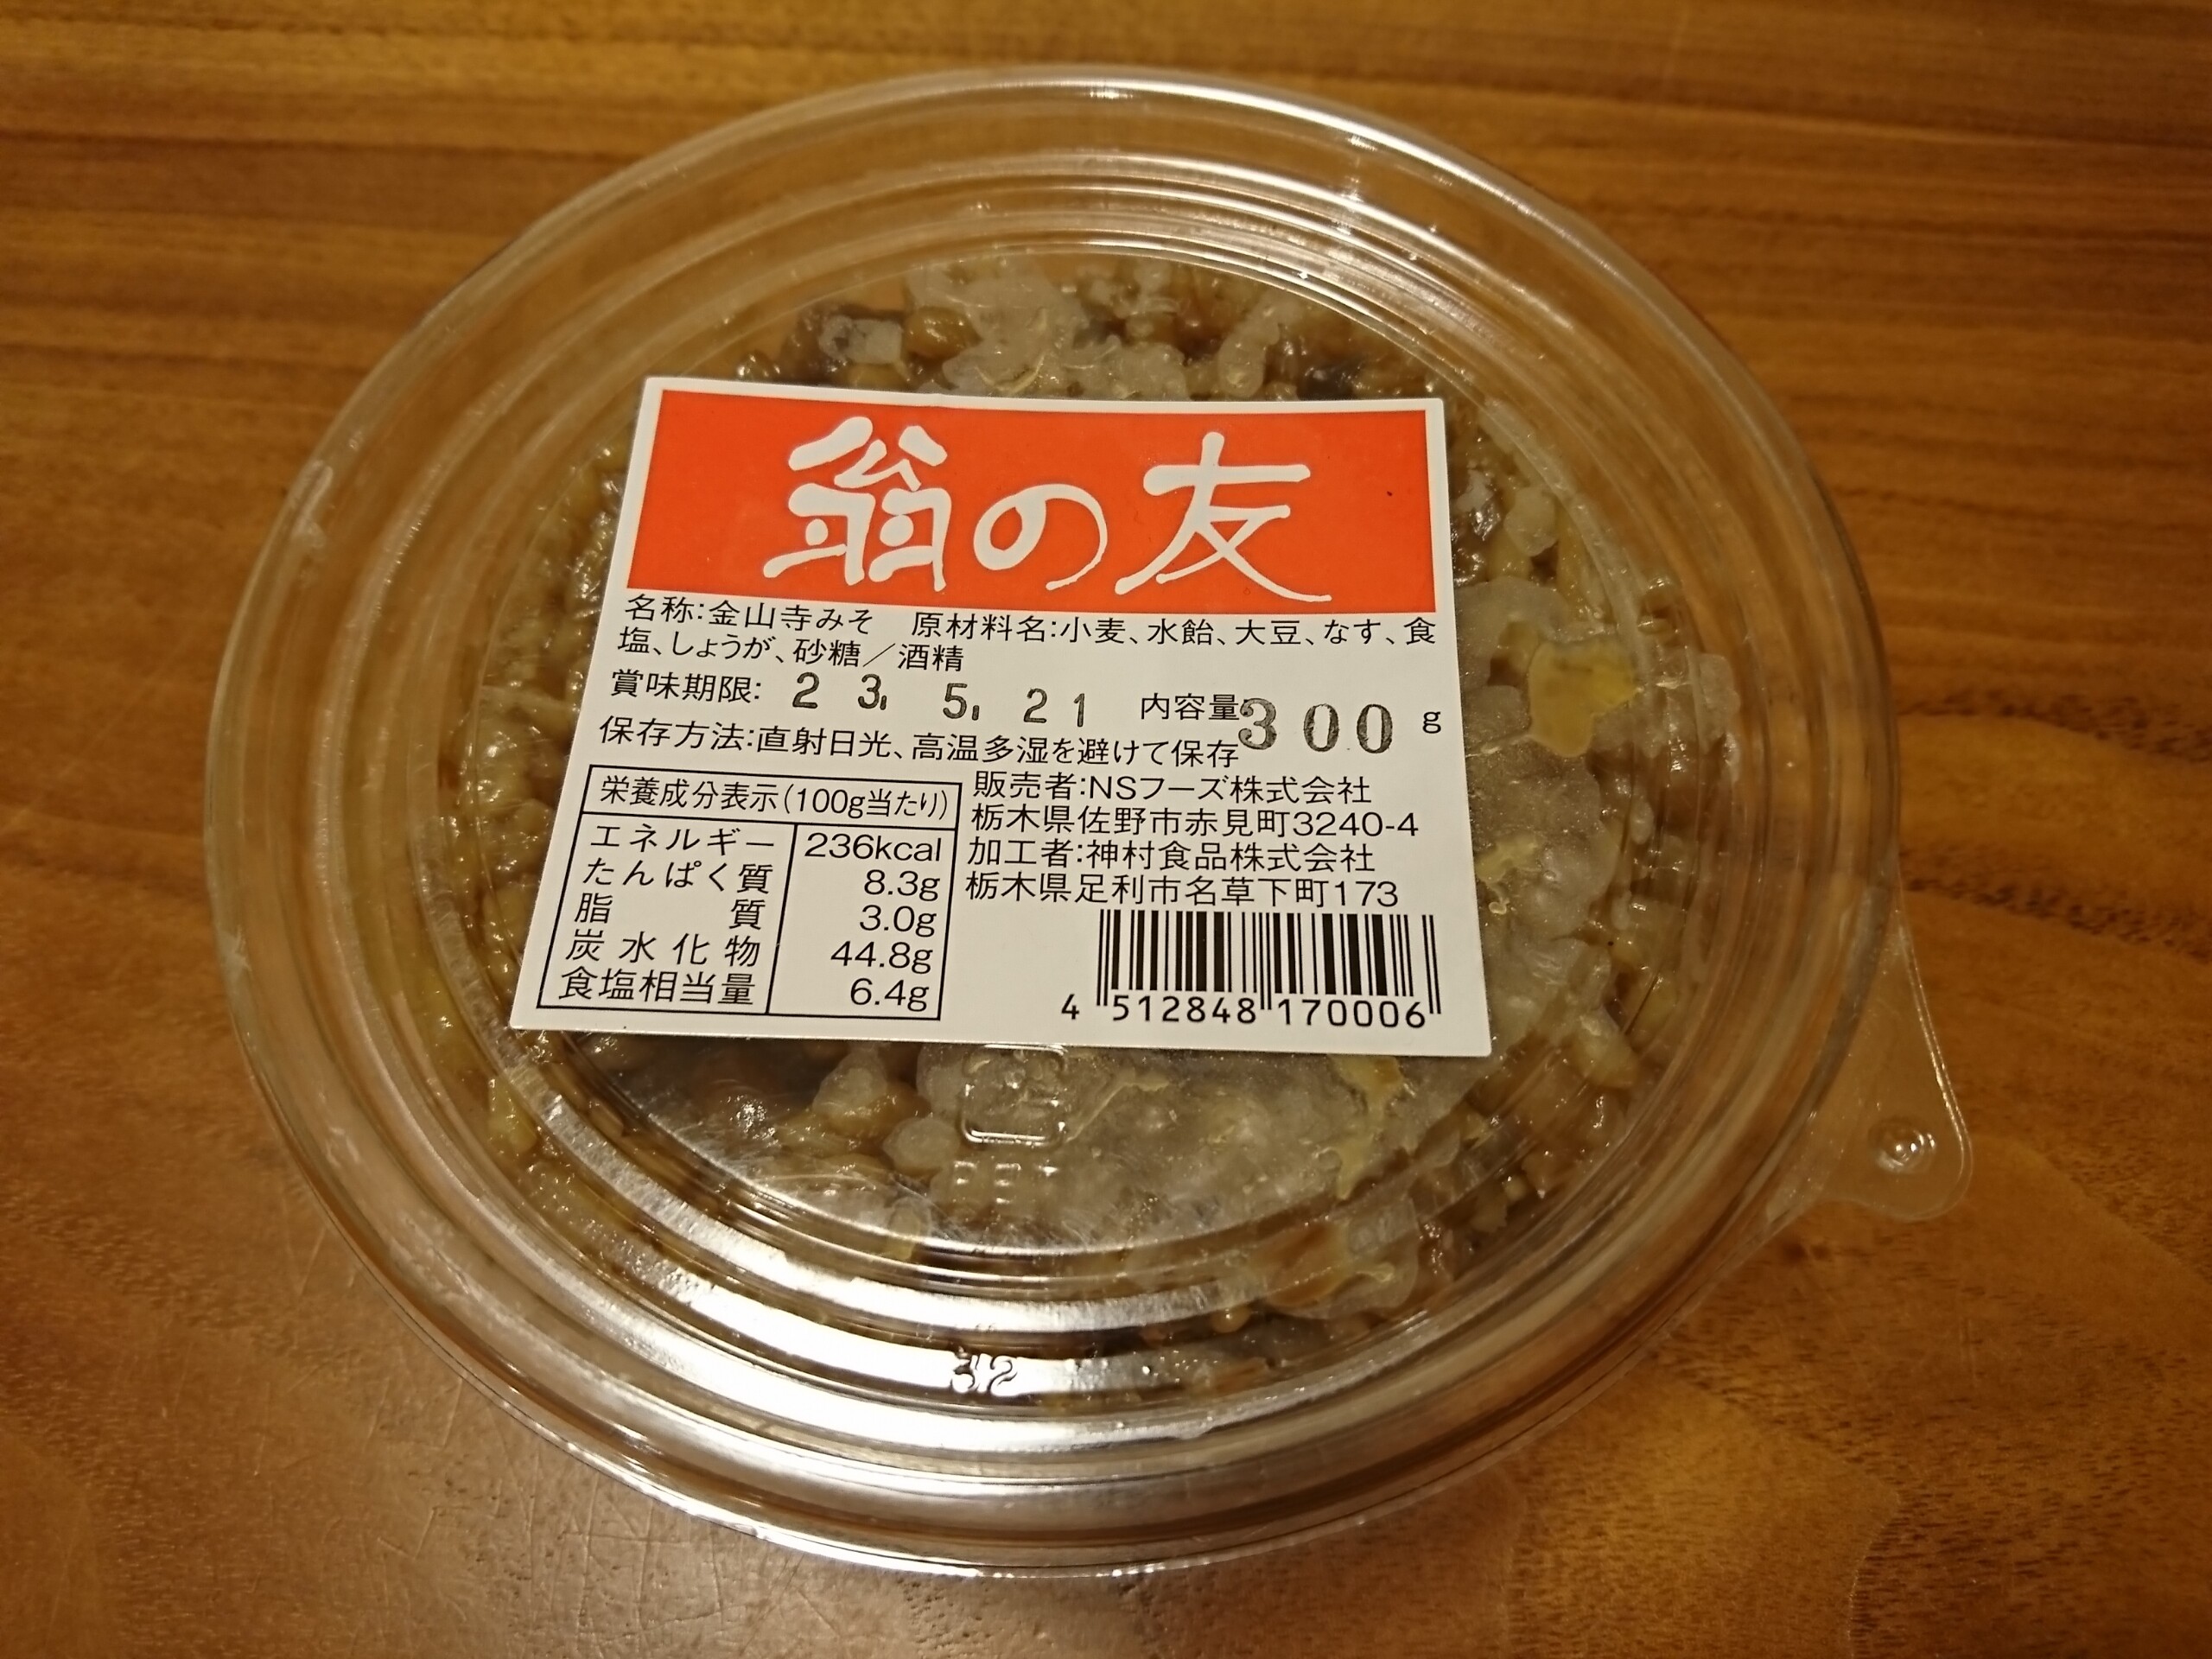 翁の友
名称:金山寺みそ　原材料名:小麦、水飴、大豆、なす、食
塩、しょうが、砂糖／酒精
賞味期限: 23. 5. 21 内容量300g
保存方法:直射日光、高温多湿を避けて保存
栄養成分表示(100g当たり)
エネルギー 236kcal
たんぱく質 8.3g
脂質 3.0g
炭水化物 44.8g
食塩相当量 6.4g
販売者:NSフーズ株式会社
栃木県佐野市赤見町3240-4
加工者:神村食品株式会社
栃木県足利市名草下町173
4 512848 170006
PET
32